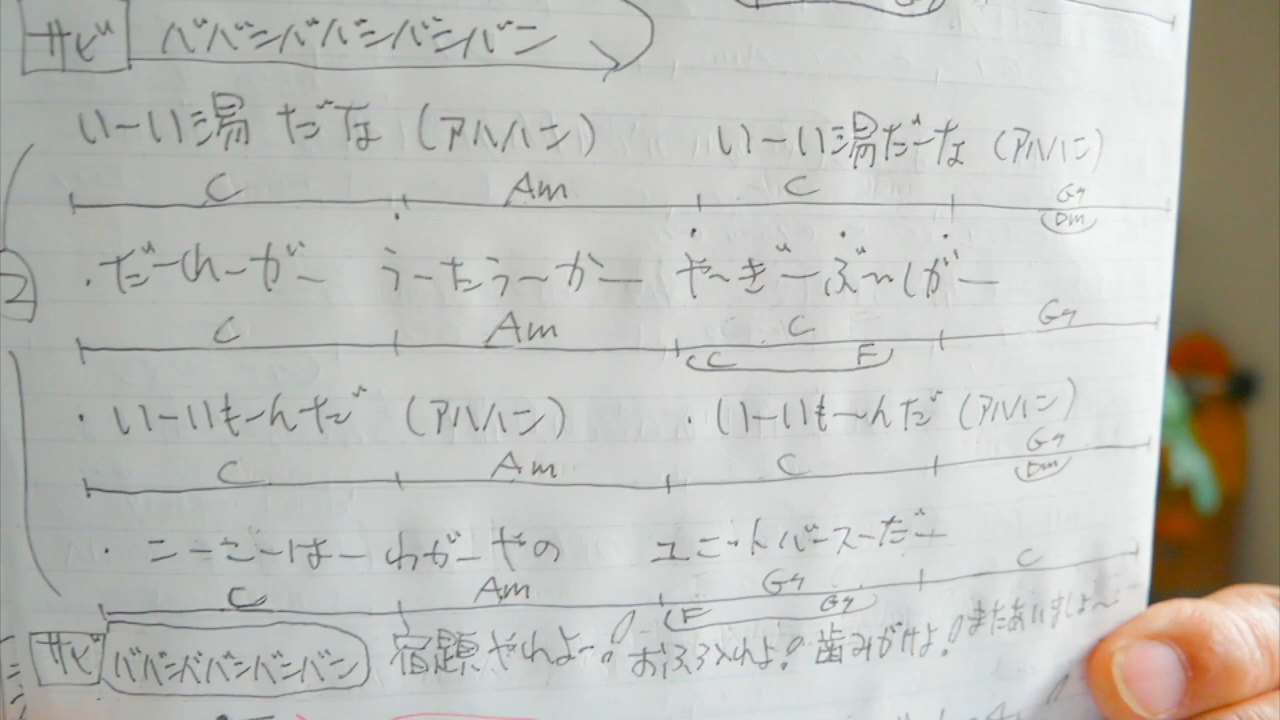 サビ ババンババンバンバン
いーい湯だな（アハハン） いーい湯だーな（アハハン）
C Am C G7
(Dm)
・だーれーがー うーたうーかー や〜ぎーぶ〜しがー
C Am C G7
(C F)
2
・いーいも〜んだ（アハハン） ・いーいも〜んだ（アハハン）
C Am C G7
(Dm)
・こーこーはーわがーやの ユニットバースーだー
C Am G7 C
(F G7)
サビ ババンババンバンバン 宿題やれよー! おふろ入れよ! 歯みがけよ! またあいましょ〜